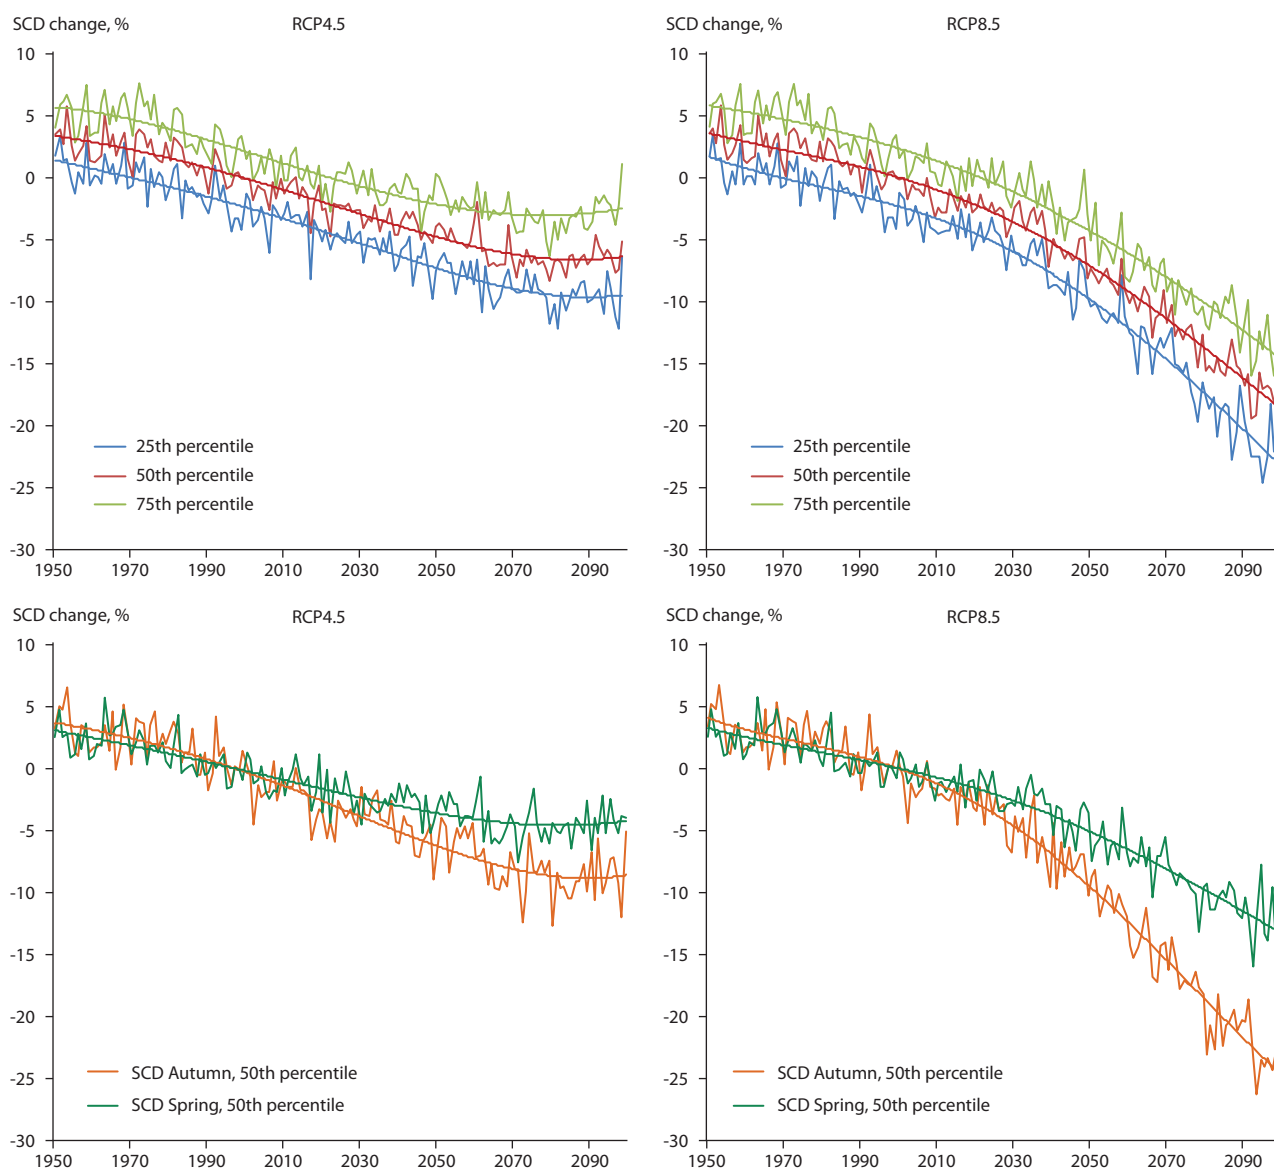 SCD change, % RCP4.5
10
5
0
-5
-10
-15
-20
-25
-30
25th percentile
50th percentile
75th percentile
1950 1970 1990 2010 2030 2050 2070 2090
SCD change, % RCP8.5
10
5
0
-5
-10
-15
-20
-25
-30
25th percentile
50th percentile
75th percentile
1950 1970 1990 2010 2030 2050 2070 2090
SCD change, % RCP4.5
10
5
0
-5
-10
-15
-20
-25
-30
SCD Autumn, 50th percentile
SCD Spring, 50th percentile
1950 1970 1990 2010 2030 2050 2070 2090
SCD change, % RCP8.5
10
5
0
-5
-10
-15
-20
-25
-30
SCD Autumn, 50th percentile
SCD Spring, 50th percentile
1950 1970 1990 2010 2030 2050 2070 2090